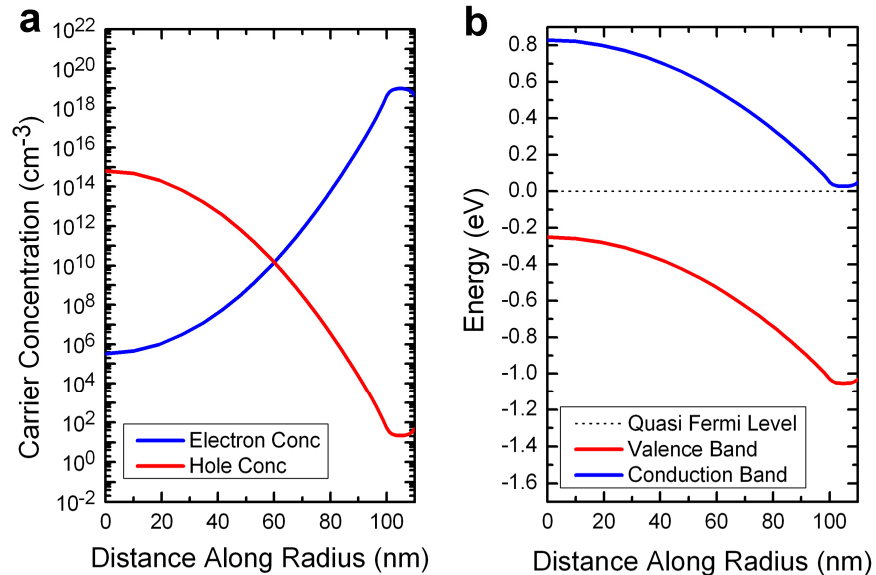 a
Carrier Concentration (cm-3)
10^22
10^20
10^18
10^16
10^14
10^12
10^10
10^8
10^6
10^4
10^2
10^0
10^-2
Electron Conc
Hole Conc
0 20 40 60 80 100
Distance Along Radius (nm)
b
Energy (eV)
0.8
0.6
0.4
0.2
0.0
-0.2
-0.4
-0.6
-0.8
-1.0
-1.2
-1.4
-1.6
Quasi Fermi Level
Valence Band
Conduction Band
0 20 40 60 80 100
Distance Along Radius (nm)